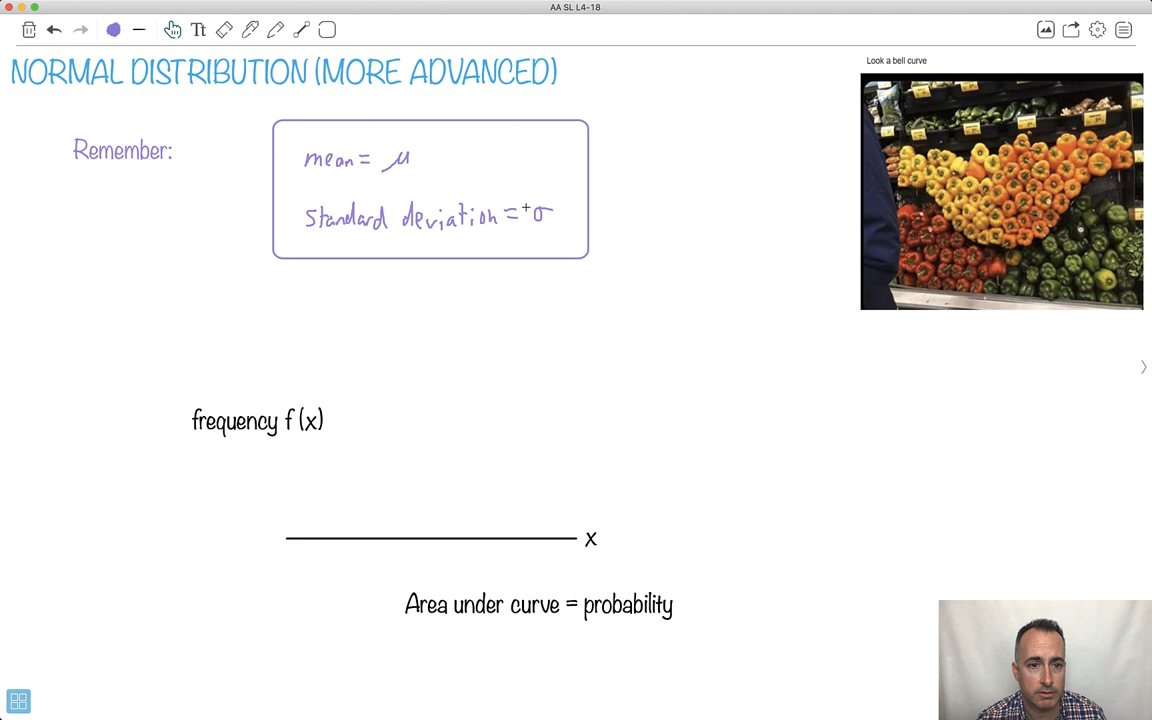 AA SL L4-18
Tt
NORMAL DISTRIBUTION (MORE ADVANCED)
Look a bell curve
Remember:
mean = μ
standard deviation = σ
frequency f (x)
x
Area under curve = probability